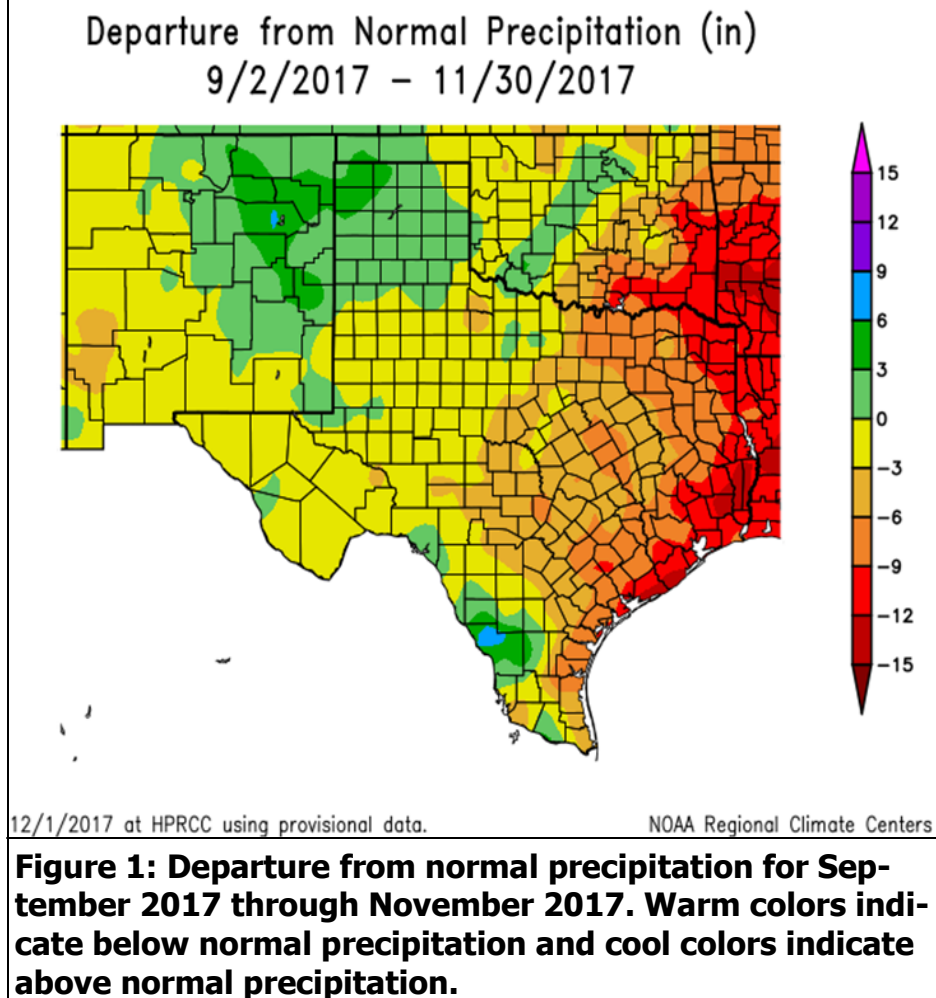 Departure from Normal Precipitation (in)
9/2/2017 – 11/30/2017
15
12
9
6
3
0
−3
−6
−9
−12
−15
12/1/2017 at HPRCC using provisional data.
NOAA Regional Climate Centers
Figure 1: Departure from normal precipitation for Sep-
tember 2017 through November 2017. Warm colors indi-
cate below normal precipitation and cool colors indicate
above normal precipitation.